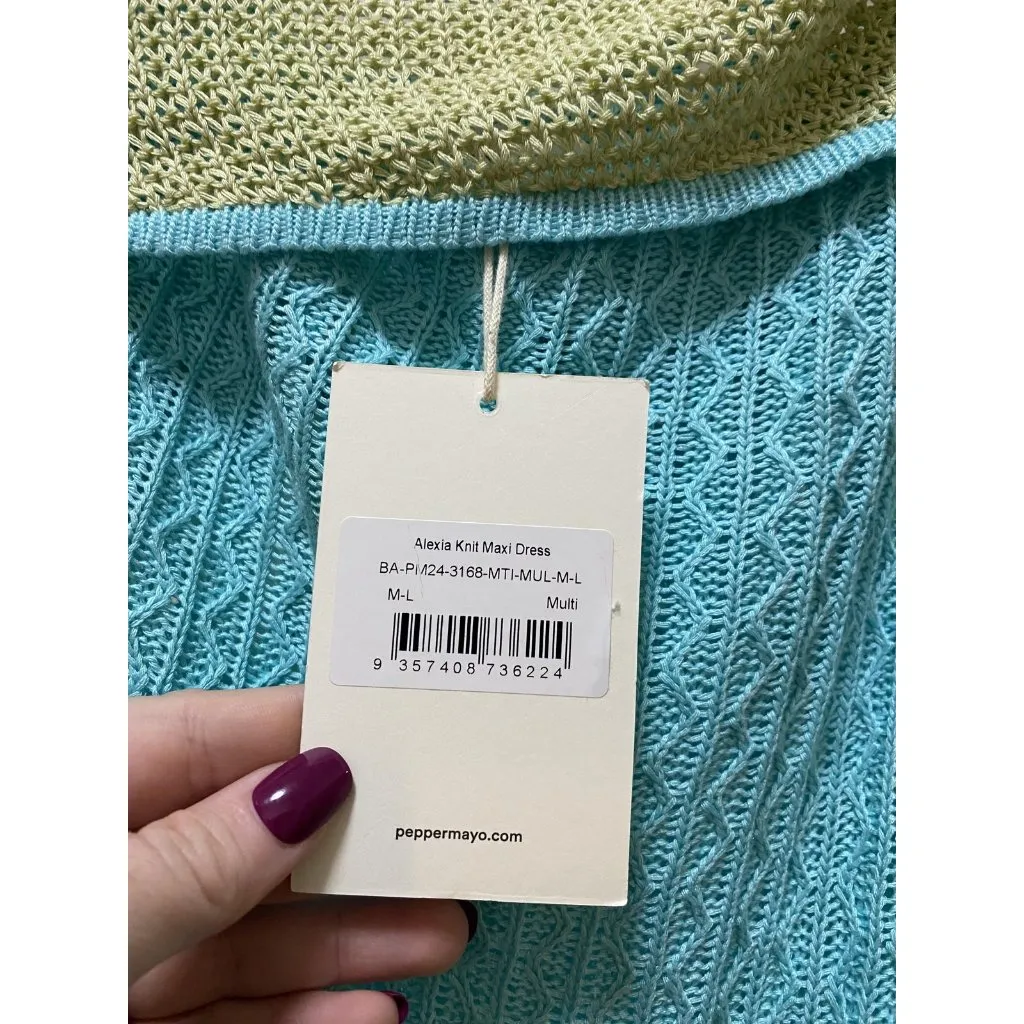 Alexia Knit Maxi Dress
BA-PM24-3168-MTI-MUL-M-L
M-L Multi
9 357408 736224
peppermayo.com